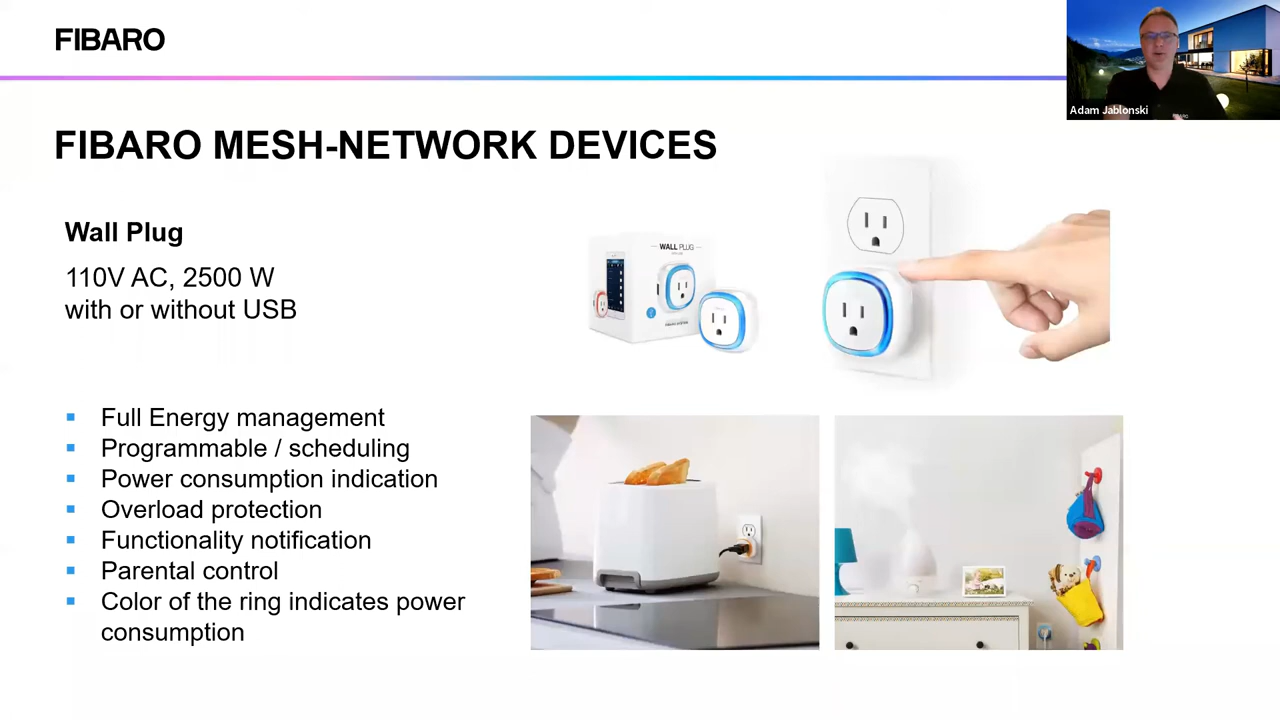 FIBARO
Adam Jablonski
FIBARO MESH-NETWORK DEVICES
Wall Plug
110V AC, 2500 W
with or without USB
WALL PLUG
Full Energy management
Programmable / scheduling
Power consumption indication
Overload protection
Functionality notification
Parental control
Color of the ring indicates power
consumption